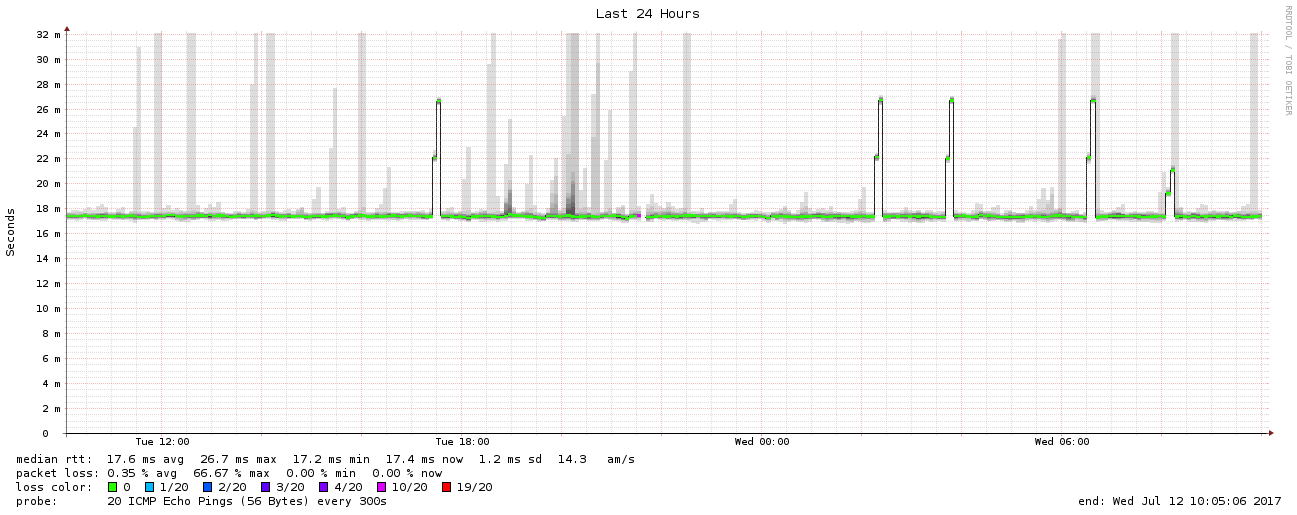 Last 24 Hours
RRDTOOL / TOBI OETIKER
Seconds
32 m
30 m
28 m
26 m
24 m
22 m
20 m
18 m
16 m
14 m
12 m
10 m
8 m
6 m
4 m
2 m
0
Tue 12:00 Tue 18:00 Wed 00:00 Wed 06:00
median rtt: 17.6 ms avg 26.7 ms max 17.2 ms min 17.4 ms now 1.2 ms sd 14.3 am/s
packet loss: 0.35 % avg 66.67 % max 0.00 % min 0.00 % now
loss color: 0 1/20 2/20 3/20 4/20 10/20 19/20
probe: 20 ICMP Echo Pings (56 Bytes) every 300s end: Wed Jul 12 10:05:06 2017